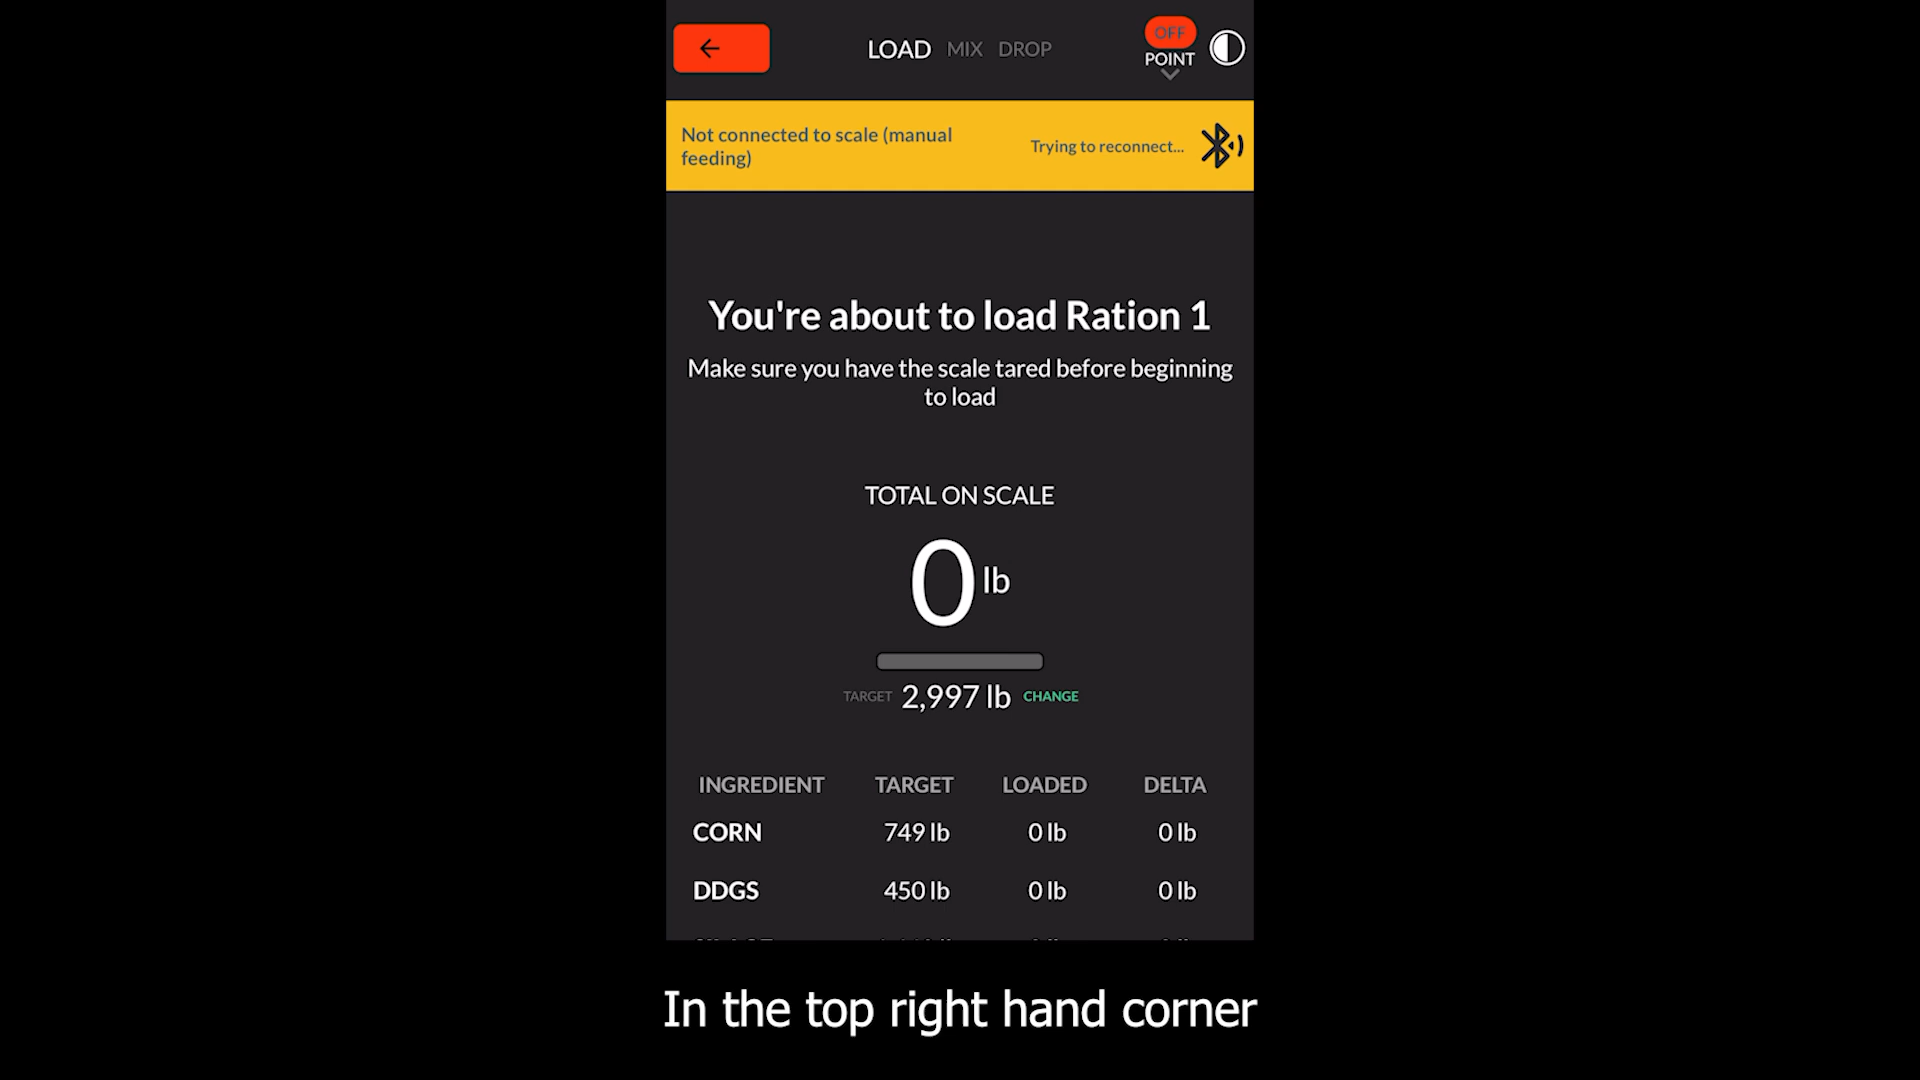 LOAD MIX DROP
OFF
POINT
Not connected to scale (manual
feeding)
Trying to reconnect...
You're about to load Ration 1
Make sure you have the scale tared before beginning
to load
TOTAL ON SCALE
0 lb
TARGET 2,997 lb CHANGE
INGREDIENT TARGET LOADED DELTA
CORN 749 lb 0 lb 0 lb
DDGS 450 lb 0 lb 0 lb
In the top right hand corner